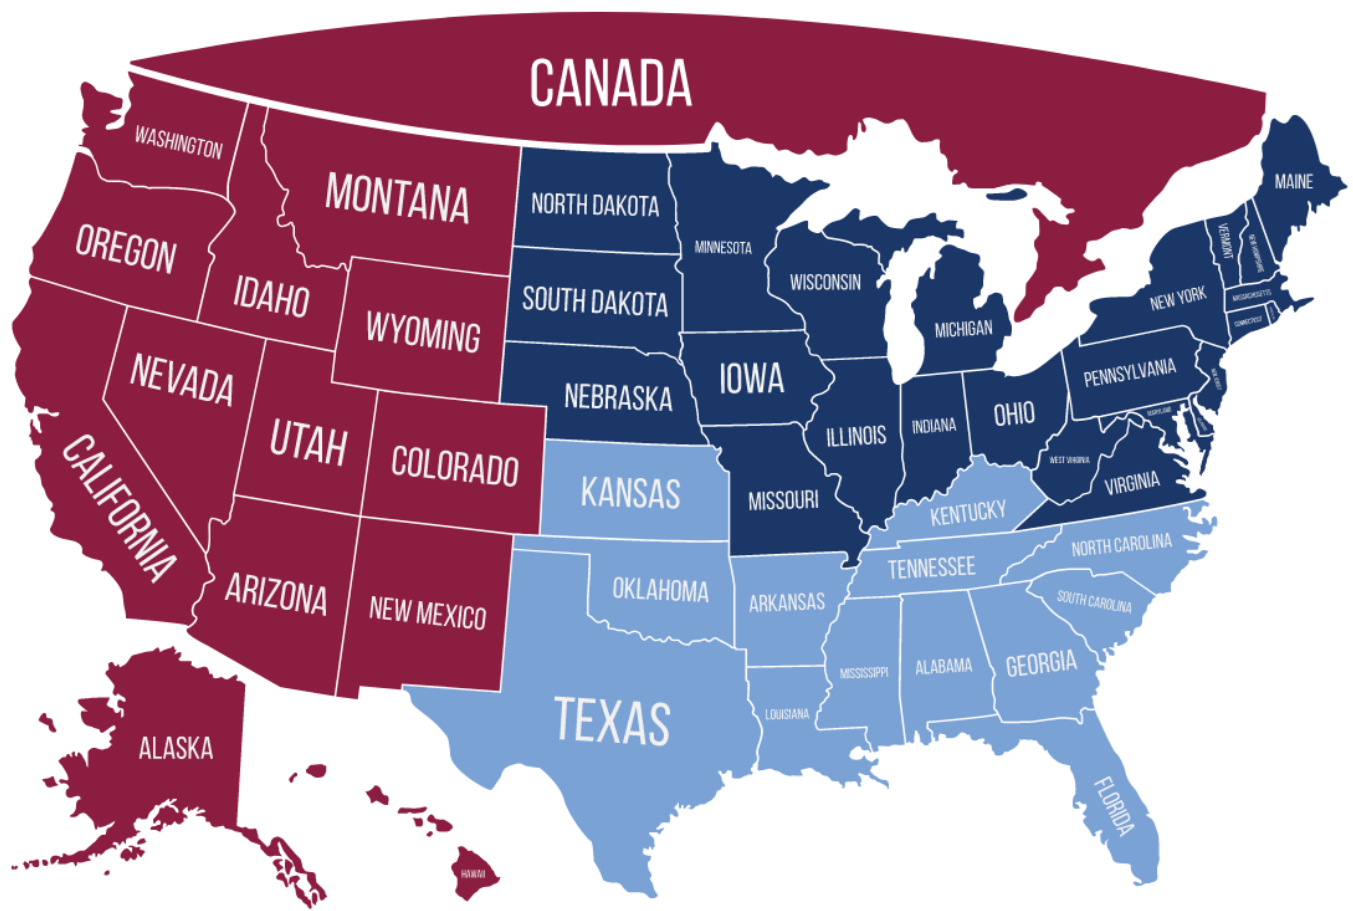 CANADA
WASHINGTON
MONTANA
NORTH DAKOTA
MINNESOTA
MAINE
OREGON
IDAHO
WYOMING
SOUTH DAKOTA
WISCONSIN
MICHIGAN
NEW YORK
VERMONT
NEW HAMPSHIRE
MASSACHUSETTS
CONNECTICUT
NEVADA
UTAH
COLORADO
NEBRASKA
IOWA
ILLINOIS
INDIANA
OHIO
PENNSYLVANIA
NEW JERSEY
MARYLAND
WEST VIRGINIA
VIRGINIA
CALIFORNIA
KANSAS
MISSOURI
KENTUCKY
ARIZONA
NEW MEXICO
OKLAHOMA
ARKANSAS
TENNESSEE
NORTH CAROLINA
SOUTH CAROLINA
TEXAS
LOUISIANA
MISSISSIPPI
ALABAMA
GEORGIA
FLORIDA
ALASKA
HAWAII